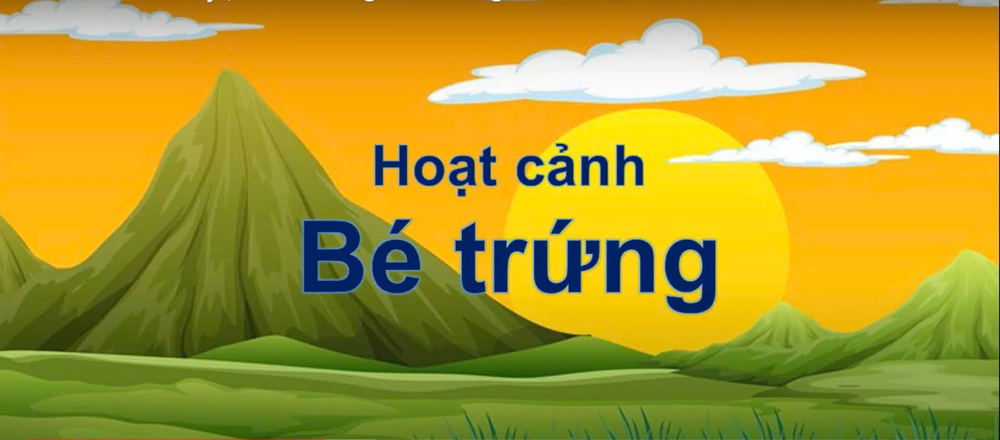 Hoạt cảnh
Bé trứng